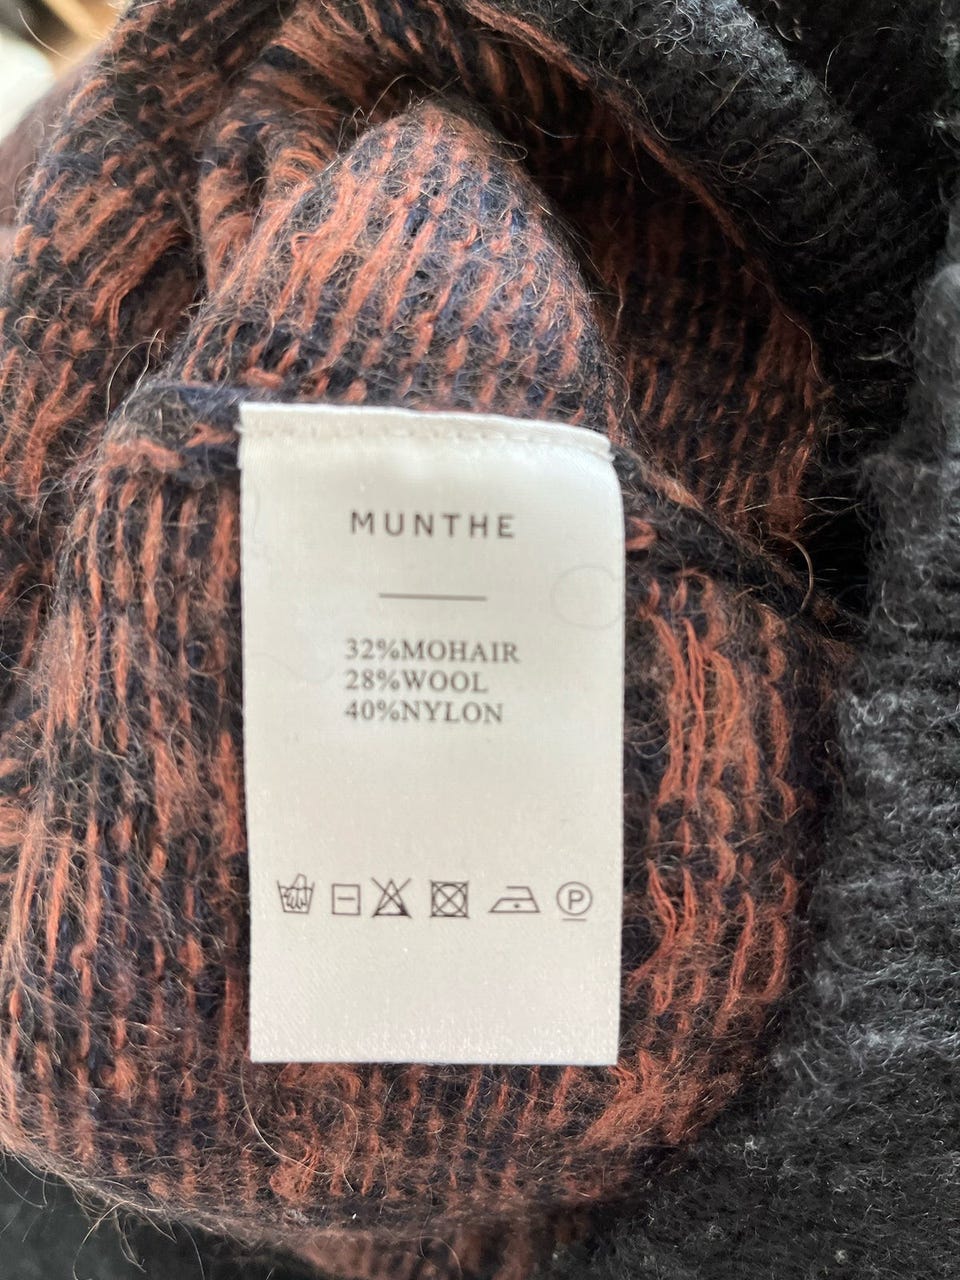 MUNTHE
32%MOHAIR
28%WOOL
40%NYLON
P